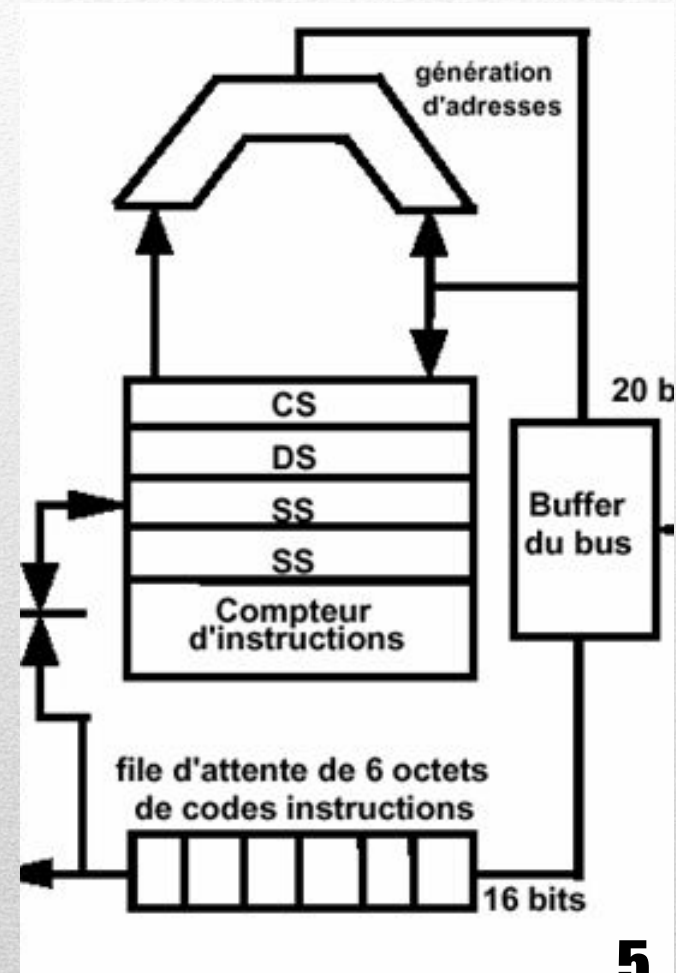 génération
d'adresses
CS
20 b
DS
SS
Buffer
du bus
SS
Compteur
d'instructions
file d'attente de 6 octets
de codes instructions
16 bits
5